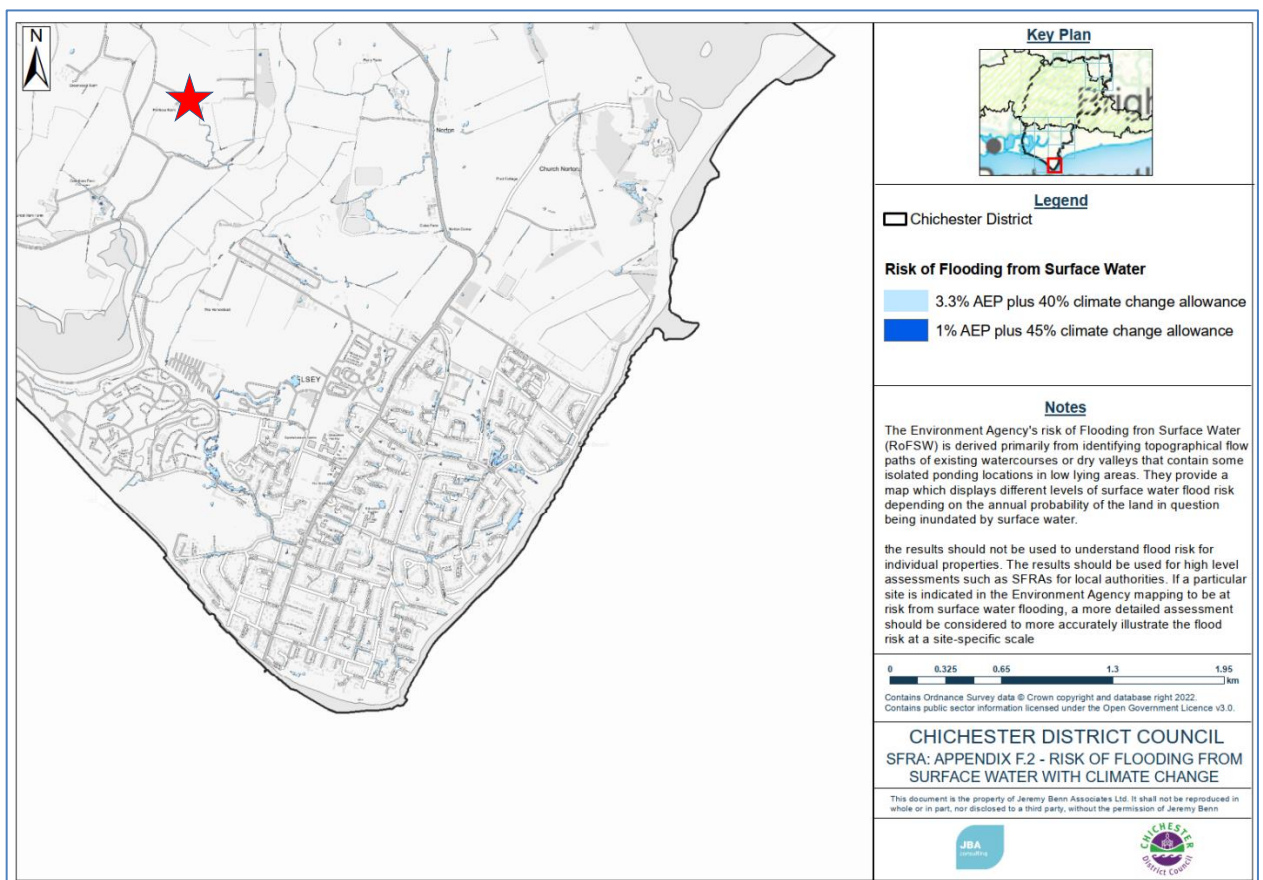 N
Norton
Church Norton
ELSEY
Key Plan
Legend
Chichester District
Risk of Flooding from Surface Water
3.3% AEP plus 40% climate change allowance
1% AEP plus 45% climate change allowance
Notes
The Environment Agency's risk of Flooding fron Surface Water
(RoFSW) is derived primarily from identifying topographical flow
paths of existing watercourses or dry valleys that contain some
isolated ponding locations in low lying areas. They provide a
map which displays different levels of surface water flood risk
depending on the annual probability of the land in question
being inundated by surface water.
the results should not be used to understand flood risk for
individual properties. The results should be used for high level
assessments such as SFRAs for local authorities. If a particular
site is indicated in the Environment Agency mapping to be at
risk from surface water flooding, a more detailed assessment
should be considered to more accurately illustrate the flood
risk at a site-specific scale
0 0.325 0.65 1.3 1.95
km
Contains Ordnance Survey data © Crown copyright and database right 2022.
Contains public sector information licensed under the Open Government Licence v3.0.
CHICHESTER DISTRICT COUNCIL
SFRA: APPENDIX F.2 - RISK OF FLOODING FROM
SURFACE WATER WITH CLIMATE CHANGE
This document is the property of Jeremy Benn Associates Ltd. It shall not be reproduced in
whole or in part, nor disclosed to a third party, without the permission of Jeremy Benn
JBA
consulting
CHICHESTER
District Council